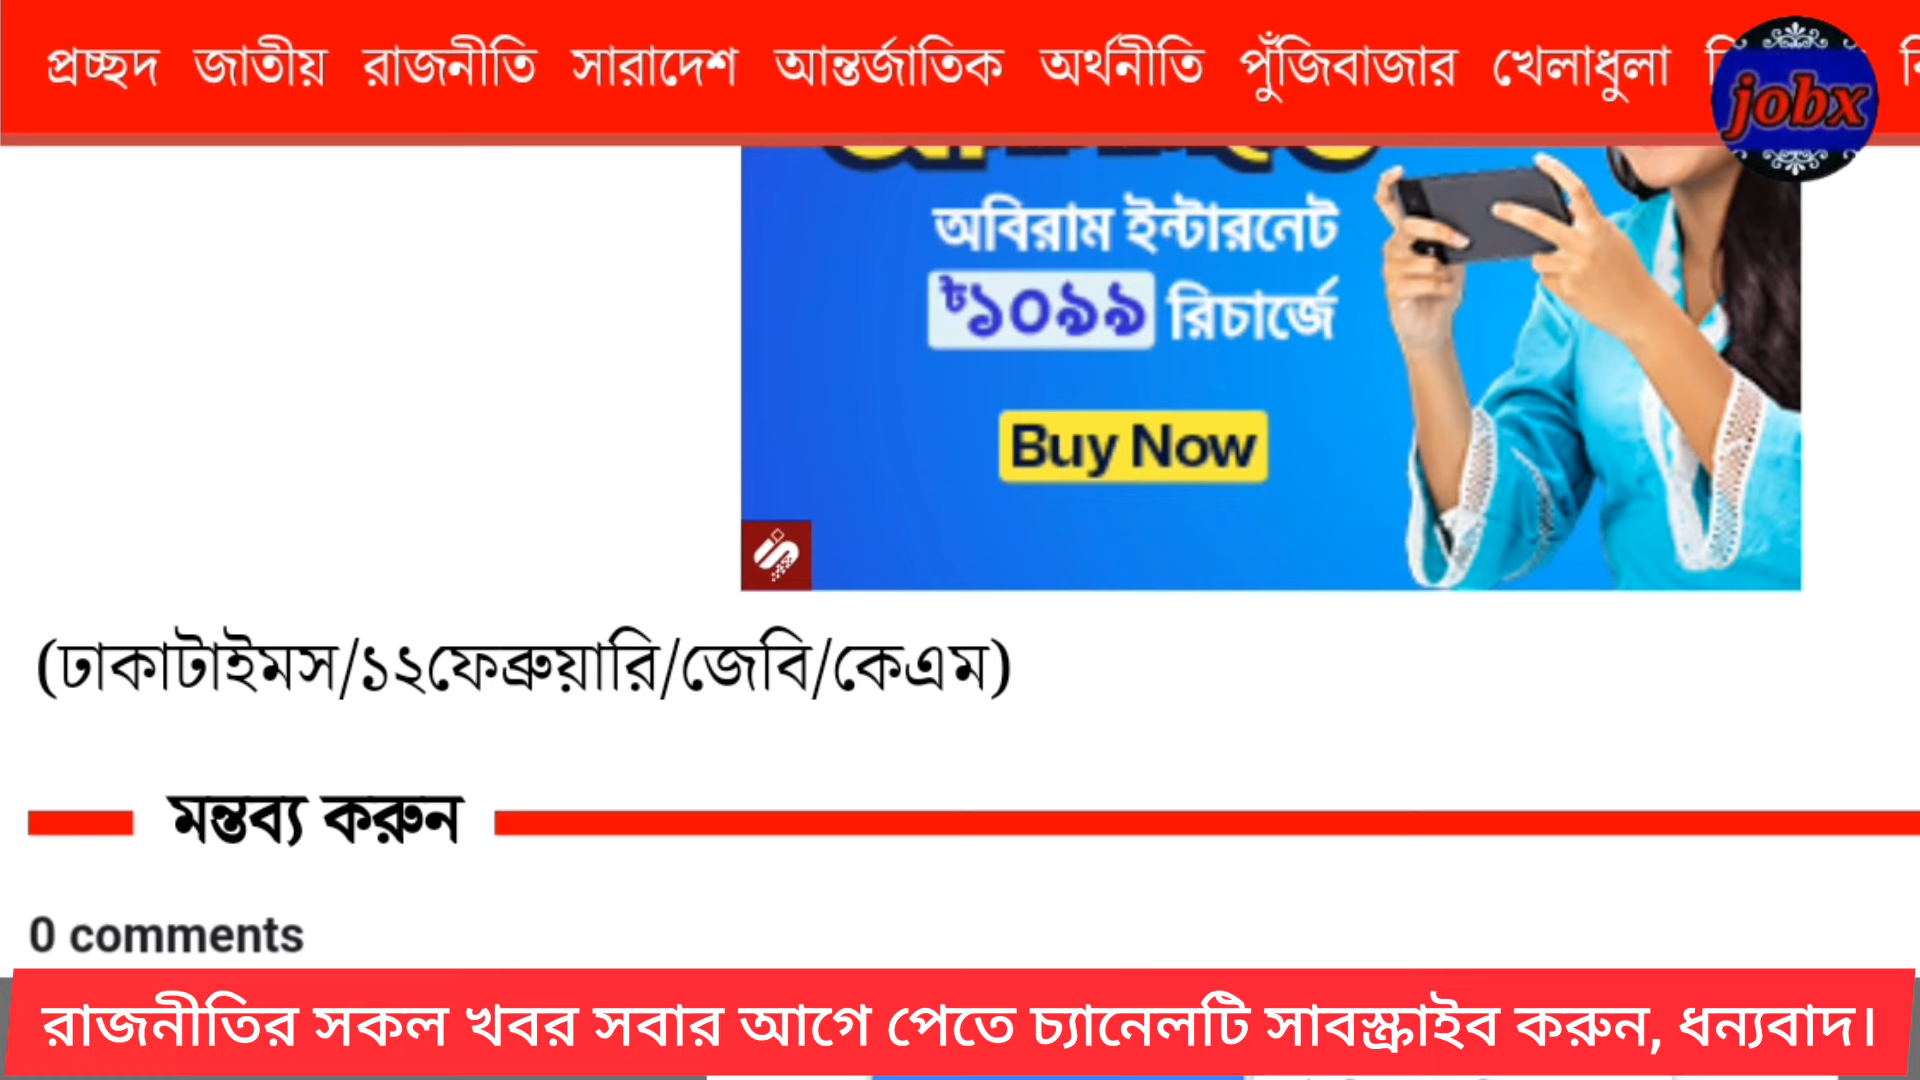 প্রচ্ছদ জাতীয় রাজনীতি সারাদেশ আন্তর্জাতিক অর্থনীতি পুঁজিবাজার খেলাধুলা
jobx
অবিরাম ইন্টারনেট
৳১০৯৯ রিচার্জে
Buy Now
(ঢাকাটাইমস/১২ফেব্রুয়ারি/জেবি/কেএম)
মন্তব্য করুন
0 comments
রাজনীতির সকল খবর সবার আগে পেতে চ্যানেলটি সাবস্ক্রাইব করুন, ধন্যবাদ।